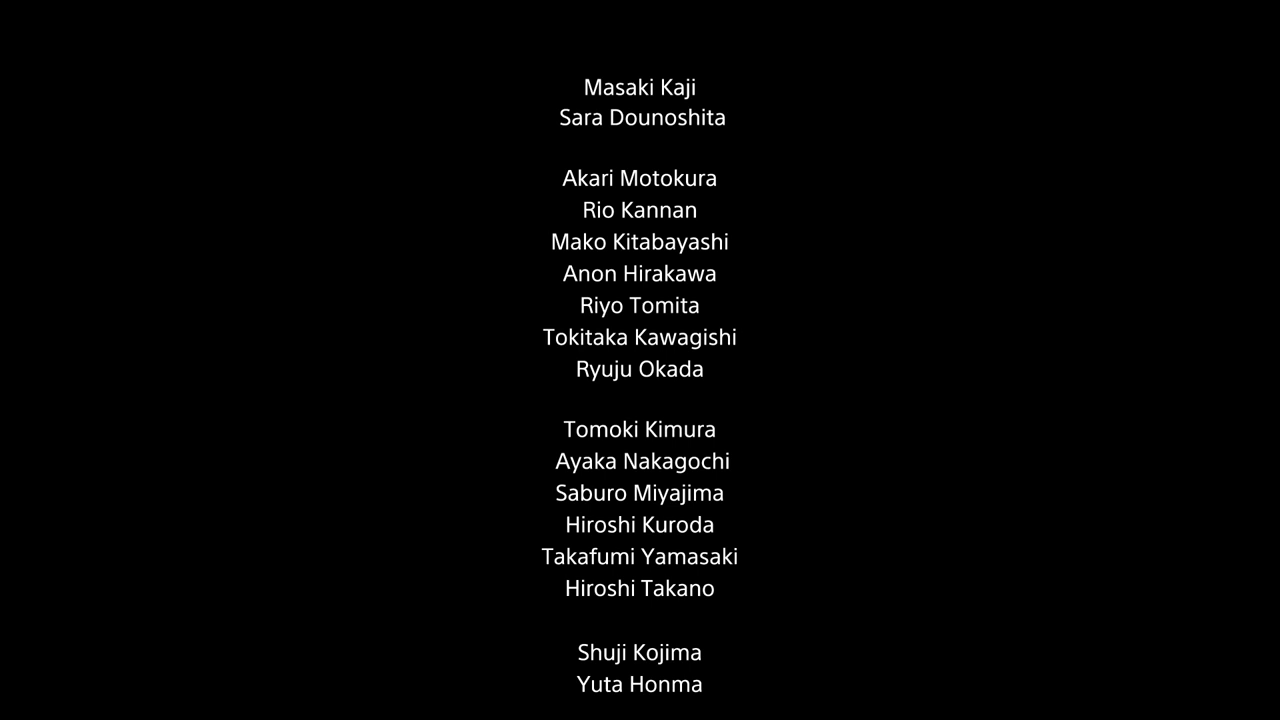 Masaki Kaji
Sara Dounoshita
Akari Motokura
Rio Kannan
Mako Kitabayashi
Anon Hirakawa
Riyo Tomita
Tokitaka Kawagishi
Ryuju Okada
Tomoki Kimura
Ayaka Nakagochi
Saburo Miyajima
Hiroshi Kuroda
Takafumi Yamasaki
Hiroshi Takano
Shuji Kojima
Yuta Honma